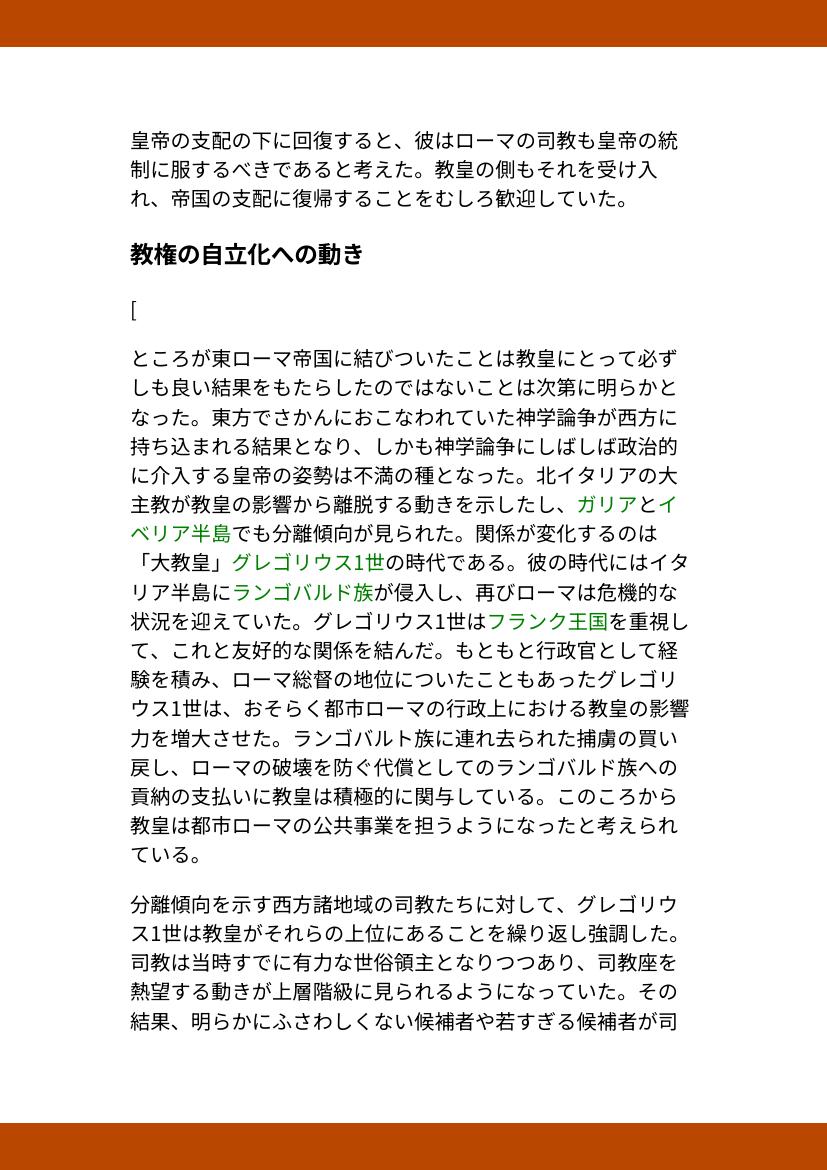 皇帝の支配の下に回復すると、彼はローマの司教も皇帝の統
制に服するべきであると考えた。教皇の側もそれを受け入
れ、帝国の支配に復帰することをむしろ歓迎していた。
教権の自立化への動き
[
ところが東ローマ帝国に結びついたことは教皇にとって必ず
しも良い結果をもたらしたのではないことは次第に明らかと
なった。東方でさかんにおこなわれていた神学論争が西方に
持ち込まれる結果となり、しかも神学論争にしばしば政治的
に介入する皇帝の姿勢は不満の種となった。北イタリアの大
主教が教皇の影響から離脱する動きを示したし、ガリアとイ
ベリア半島でも分離傾向が見られた。関係が変化するのは
「大教皇」グレゴリウス1世の時代である。彼の時代にはイタ
リア半島にランゴバルド族が侵入し、再びローマは危機的な
状況を迎えていた。グレゴリウス1世はフランク王国を重視し
て、これと友好的な関係を結んだ。もともと行政官として経
験を積み、ローマ総督の地位についたこともあったグレゴリ
ウス1世は、おそらく都市ローマの行政上における教皇の影響
力を増大させた。ランゴバルト族に連れ去られた捕虜の買い
戻し、ローマの破壊を防ぐ代償としてのランゴバルド族への
貢納の支払いに教皇は積極的に関与している。このころから
教皇は都市ローマの公共事業を担うようになったと考えられ
ている。
分離傾向を示す西方諸地域の司教たちに対して、グレゴリウ
ス1世は教皇がそれらの上位にあることを繰り返し強調した。
司教は当時すでに有力な世俗領主となりつつあり、司教座を
熱望する動きが上層階級に見られるようになっていた。その
結果、明らかにふさわしくない候補者や若すぎる候補者が司